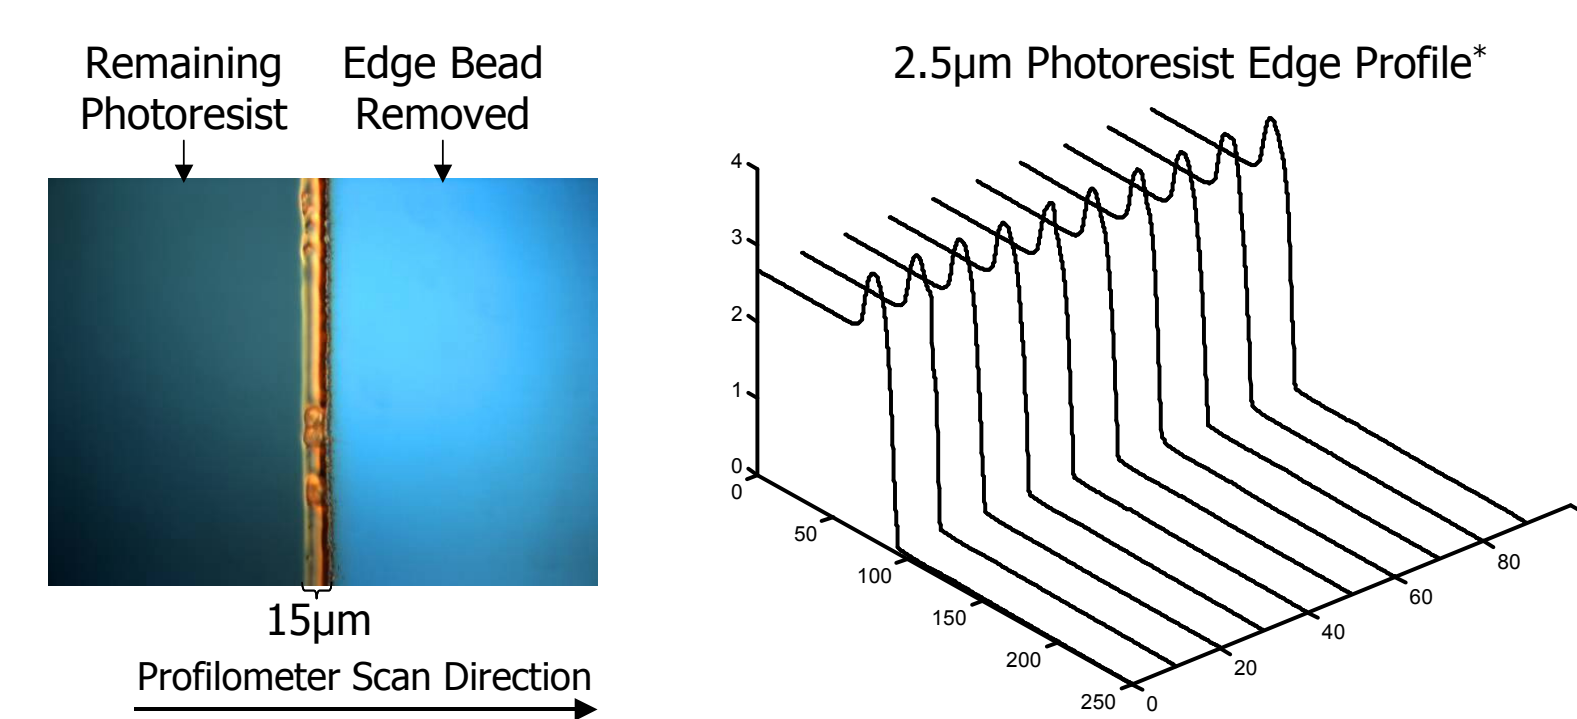 Remaining
Photoresist
Edge Bead
Removed
15µm
Profilometer Scan Direction
2.5µm Photoresist Edge Profile*
4
3
2
1
0
0
50
100
150
200
250
0
20
40
60
80